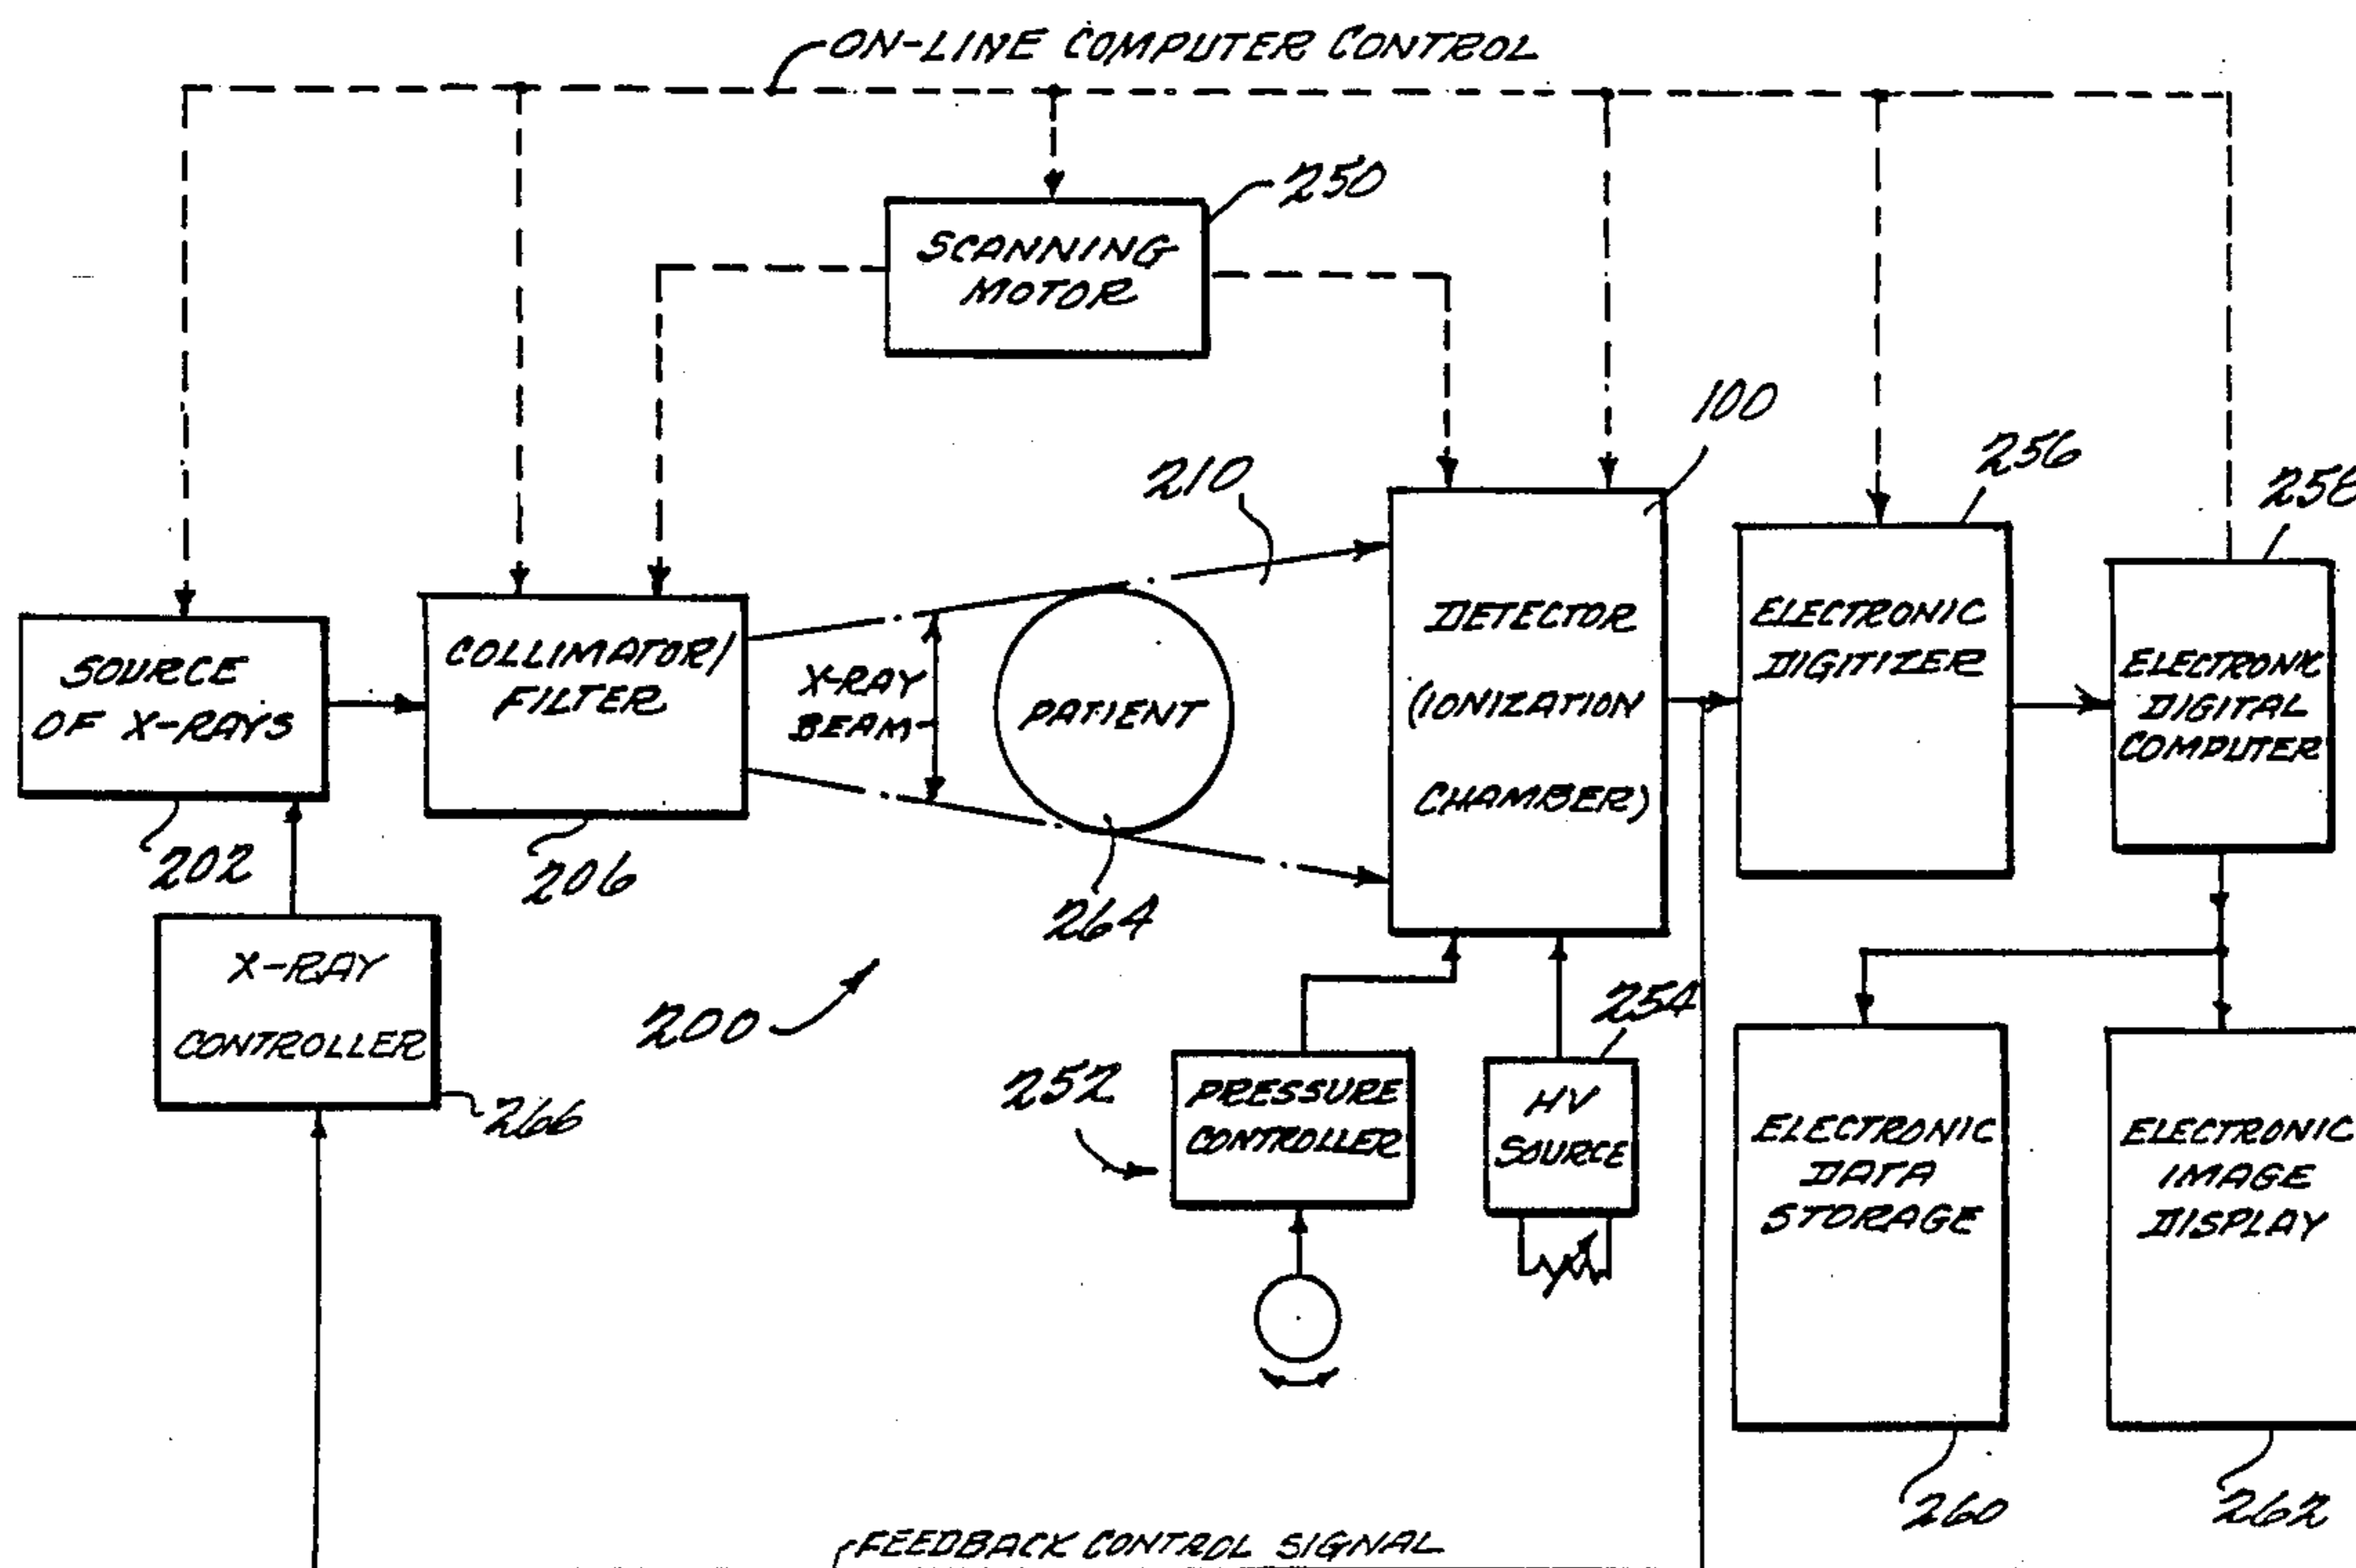 ON-LINE COMPUTER CONTROL
250
SCANNING
MOTOR
100
210
256
258
SOURCE
OF X-RAYS
202
COLLIMATOR/
FILTER
206
X-RAY
BEAM
PATIENT
264
DETECTOR
(IONIZATION
CHAMBER)
ELECTRONIC
DIGITIZER
ELECTRONIC
DIGITAL
COMPUTER
X-RAY
CONTROLLER
266
200
252
PRESSURE
CONTROLLER
254
HV
SOURCE
ELECTRONIC
DATA
STORAGE
260
ELECTRONIC
IMAGE
DISPLAY
262
FEEDBACK CONTROL SIGNAL